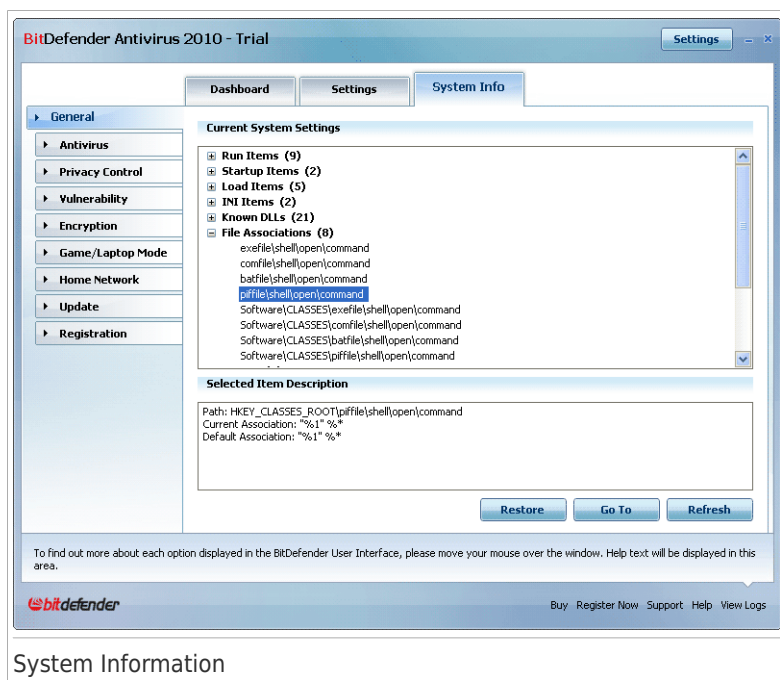 BitDefender Antivirus 2010 - Trial
Settings
Dashboard
Settings
System Info
General
Antivirus
Privacy Control
Vulnerability
Encryption
Game/Laptop Mode
Home Network
Update
Registration
Current System Settings
Run Items (9)
Startup Items (2)
Load Items (5)
INI Items (2)
Known DLLs (21)
File Associations (8)
exefile\shell\open\command
comfile\shell\open\command
batfile\shell\open\command
piffile\shell\open\command
Software\CLASSES\exefile\shell\open\command
Software\CLASSES\comfile\shell\open\command
Software\CLASSES\batfile\shell\open\command
Software\CLASSES\piffile\shell\open\command
Selected Item Description
Path: HKEY_CLASSES_ROOT\piffile\shell\open\command
Current Association: "%1" %*
Default Association: "%1" %*
Restore
Go To
Refresh
To find out more about each option displayed in the BitDefender User Interface, please move your mouse over the window. Help text will be displayed in this
area.
bitdefender
Buy Register Now Support Help View Logs
System Information